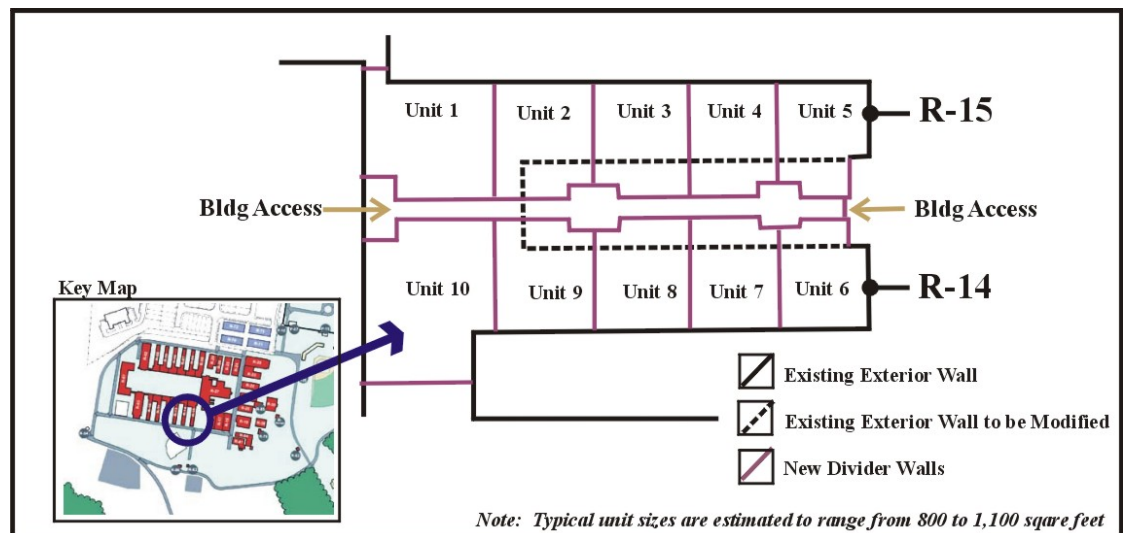 Unit 1
Unit 2
Unit 3
Unit 4
Unit 5
R-15
Bldg Access
Bldg Access
Unit 10
Unit 9
Unit 8
Unit 7
Unit 6
R-14
Key Map
Existing Exterior Wall
Existing Exterior Wall to be Modified
New Divider Walls
Note: Typical unit sizes are estimated to range from 800 to 1,100 sqare feet